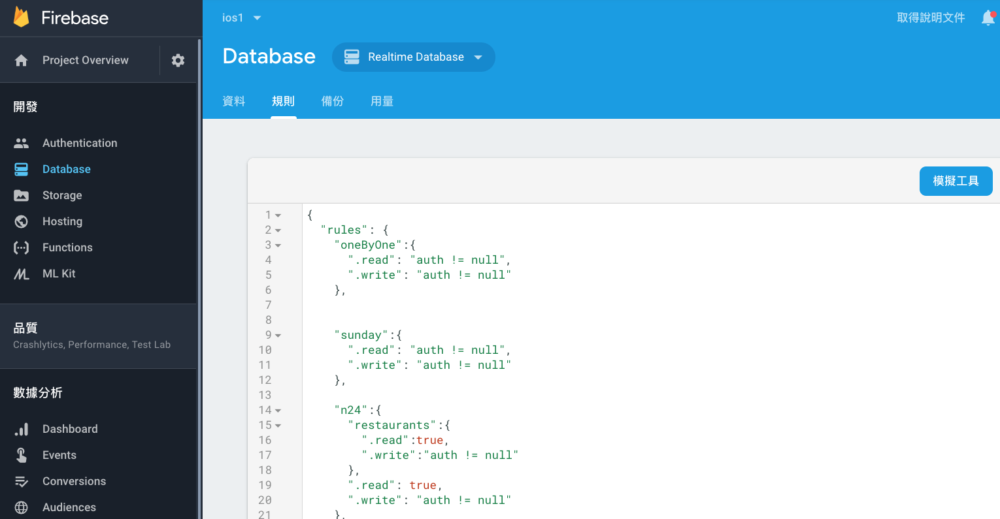 Firebase
Project Overview
開發
Authentication
Database
Storage
Hosting
Functions
ML Kit
品質
Crashlytics, Performance, Test Lab
數據分析
Dashboard
Events
Conversions
Audiences
ios1
取得說明文件
Database
Realtime Database
資料 規則 備份 用量
模擬工具
1 {
2 "rules": {
3 "oneByOne":{
4 ".read": "auth != null",
5 ".write": "auth != null"
6 },
7
8
9 "sunday":{
10 ".read": "auth != null",
11 ".write": "auth != null"
12 },
13
14 "n24":{
15 "restaurants":{
16 ".read":true,
17 ".write":"auth != null"
18 },
19 ".read": true,
20 ".write": "auth != null"
21 },